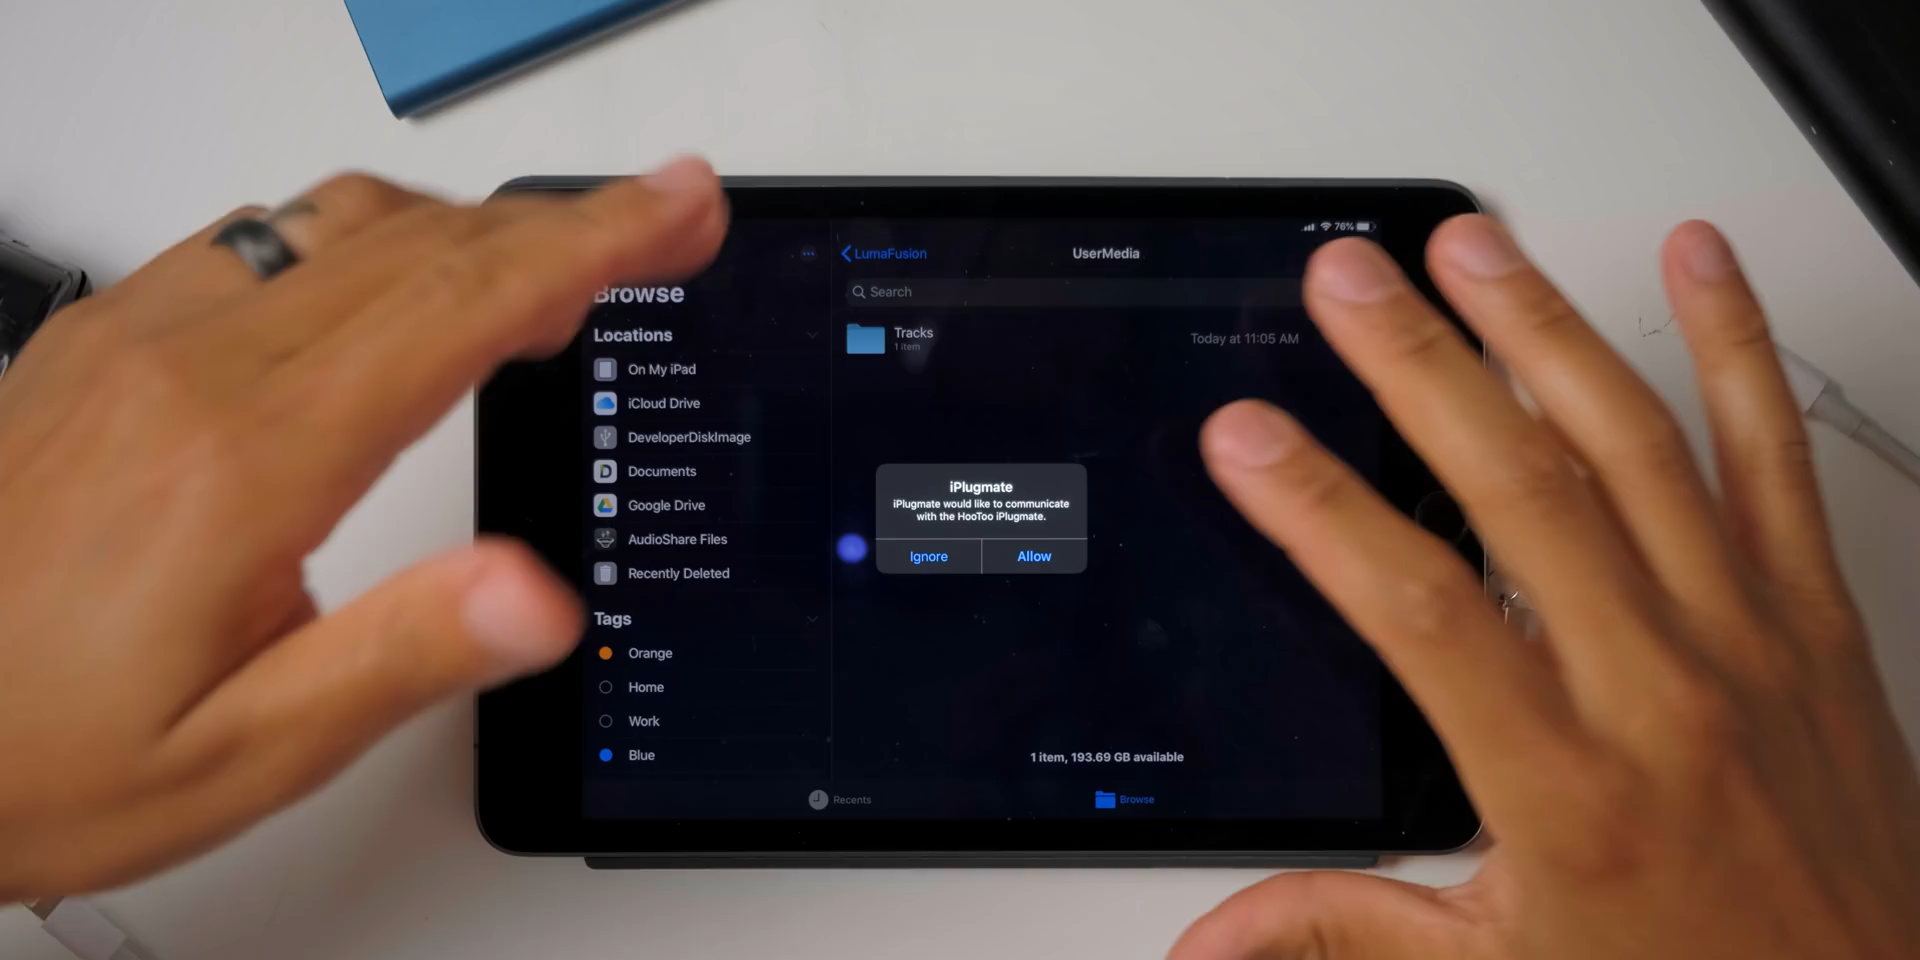 76%
LumaFusion
UserMedia
Browse
Search
Locations
Tracks
1 item
Today at 11:05 AM
On My iPad
iCloud Drive
DeveloperDiskImage
Documents
Google Drive
AudioShare Files
Recently Deleted
iPlugmate
iPlugmate would like to communicate
with the HooToo iPlugmate.
Ignore
Allow
Tags
Orange
Home
Work
Blue
1 item, 193.69 GB available
Recents
Browse